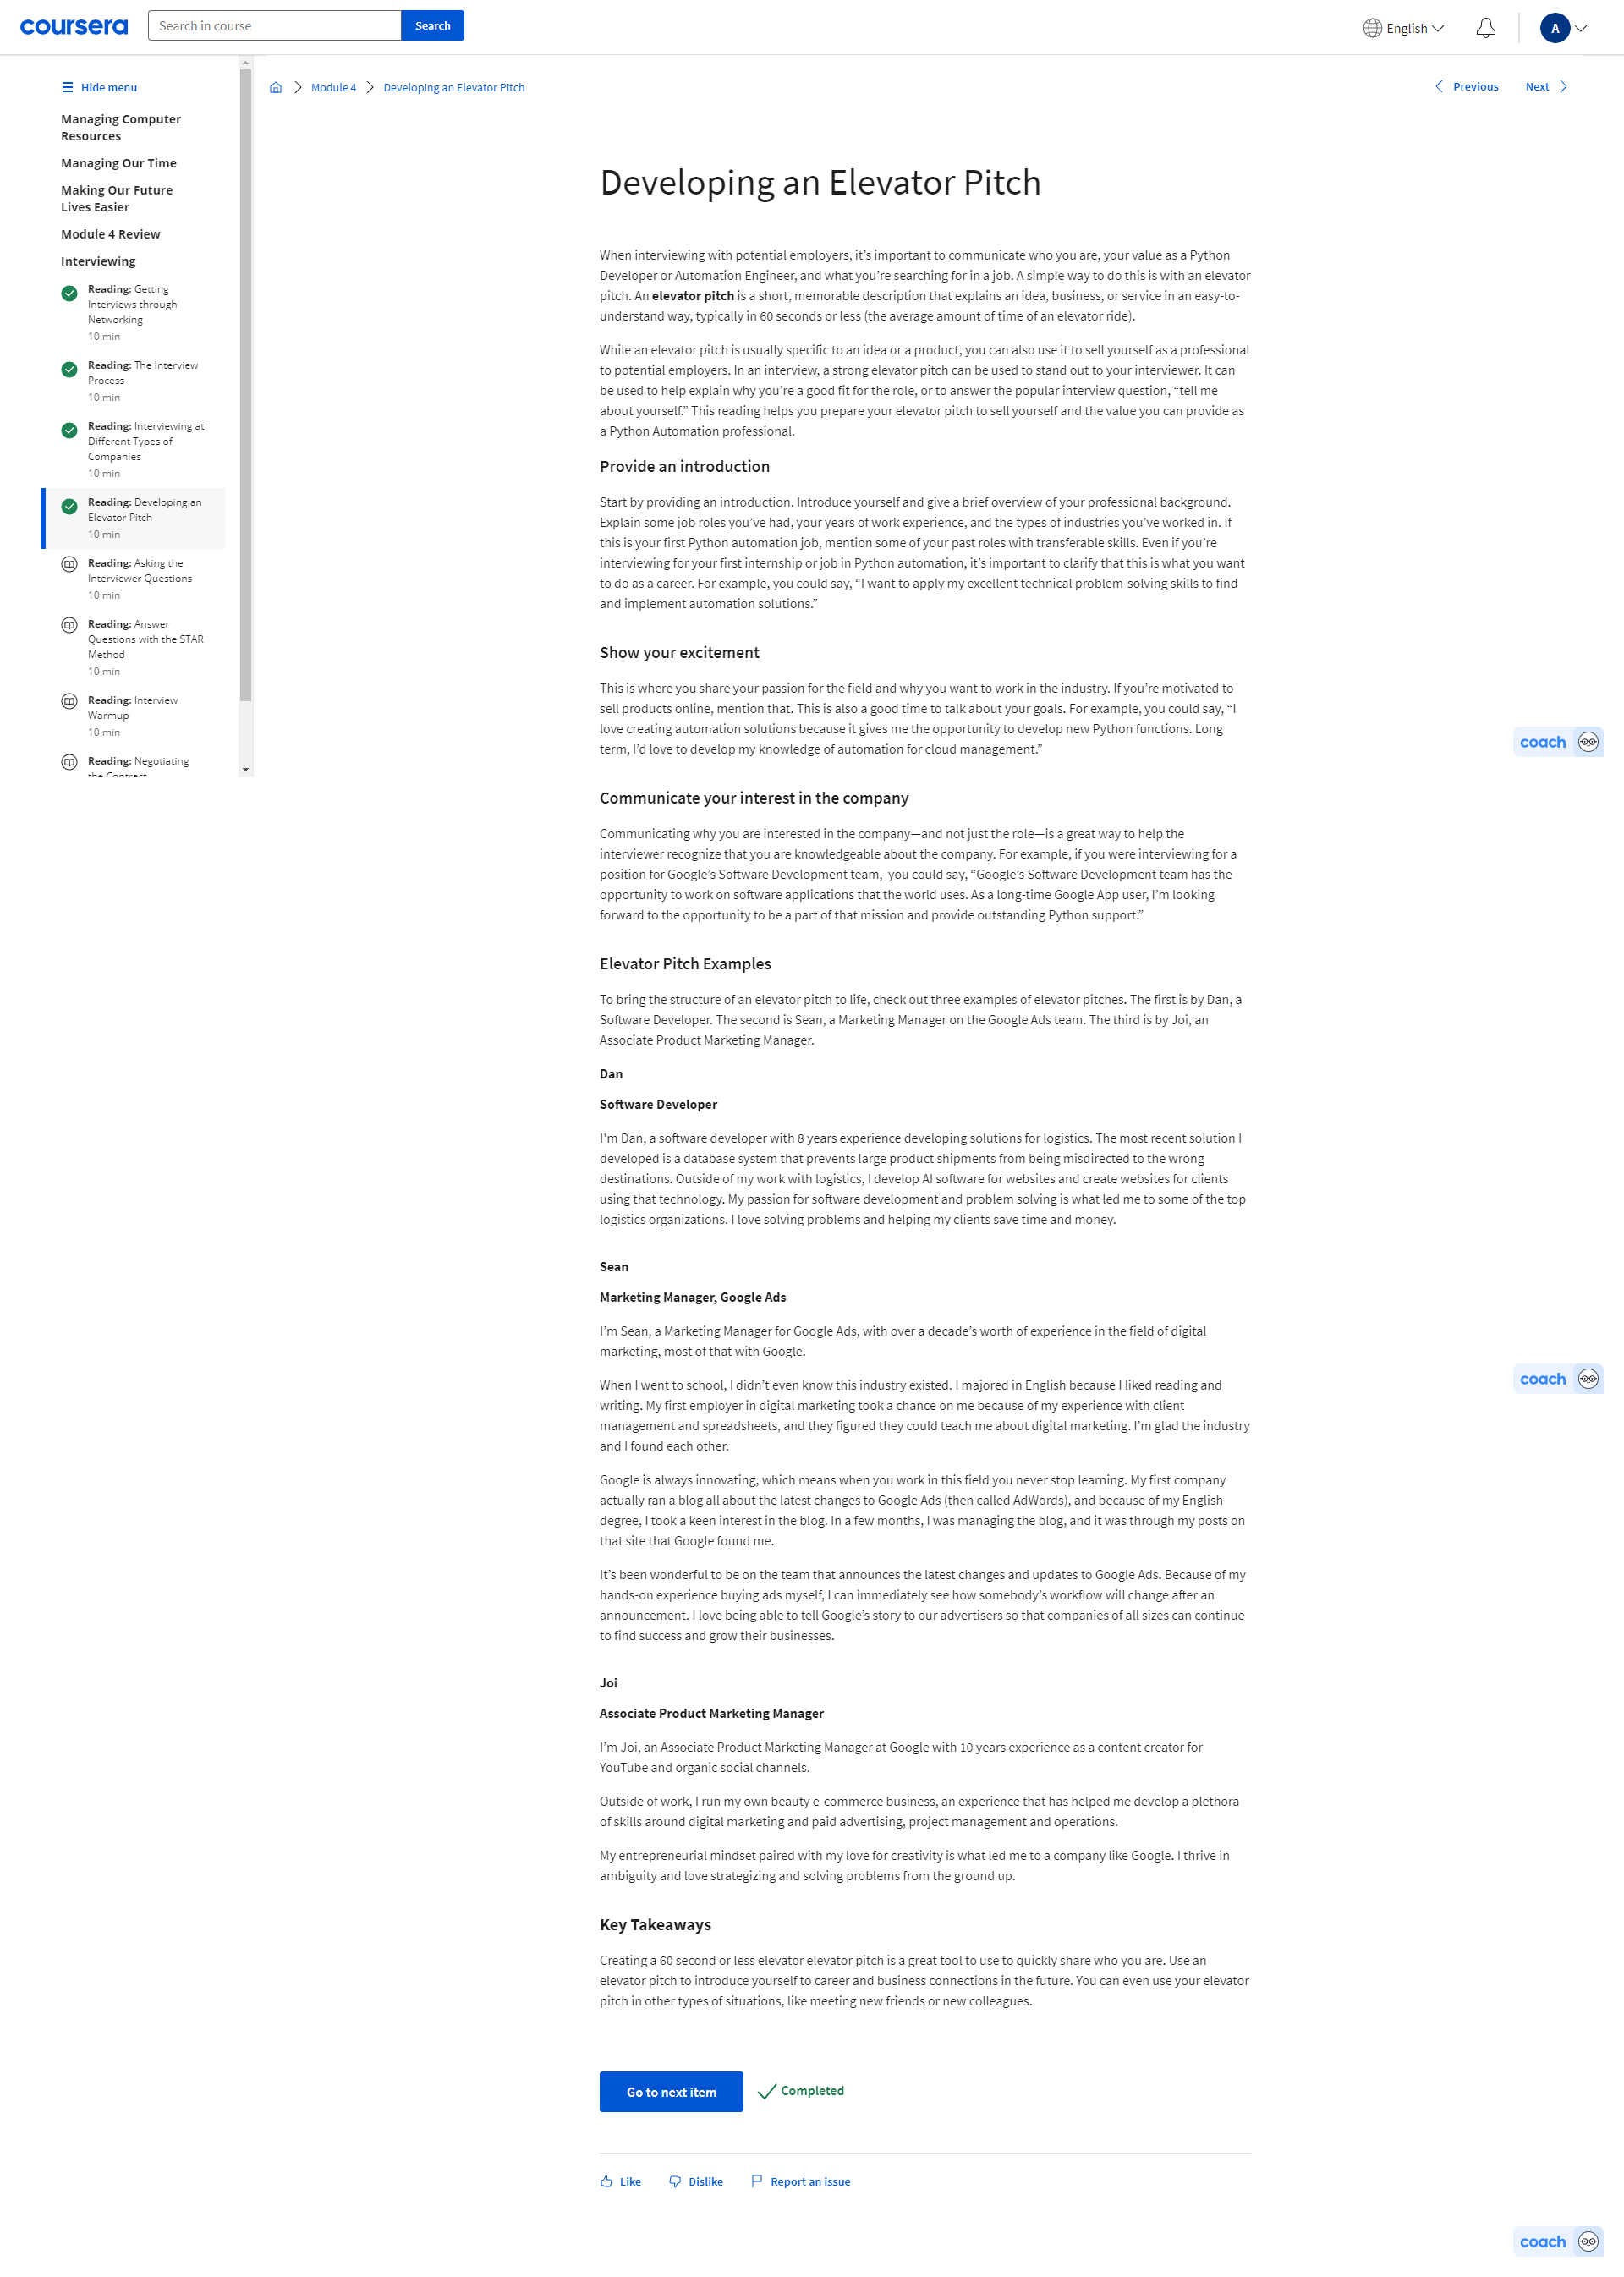 coursera
Search in course
Search
English
A
Hide menu
Managing Computer
Resources
Managing Our Time
Making Our Future
Lives Easier
Module 4 Review
Interviewing
Reading: Getting
Interviews through
Networking
10 min
Reading: The Interview
Process
10 min
Reading: Interviewing at
Different Types of
Companies
10 min
Reading: Developing an
Elevator Pitch
10 min
Reading: Asking the
Interviewer Questions
10 min
Reading: Answer
Questions with the STAR
Method
10 min
Reading: Interview
Warmup
10 min
Reading: Negotiating
the Contract
Module 4
Developing an Elevator Pitch
Previous
Next
Developing an Elevator Pitch
When interviewing with potential employers, it’s important to communicate who you are, your value as a Python
Developer or Automation Engineer, and what you’re searching for in a job. A simple way to do this is with an elevator
pitch. An elevator pitch is a short, memorable description that explains an idea, business, or service in an easy-to-
understand way, typically in 60 seconds or less (the average amount of time of an elevator ride).
While an elevator pitch is usually specific to an idea or a product, you can also use it to sell yourself as a professional
to potential employers. In an interview, a strong elevator pitch can be used to stand out to your interviewer. It can
be used to help explain why you’re a good fit for the role, or to answer the popular interview question, “tell me
about yourself.” This reading helps you prepare your elevator pitch to sell yourself and the value you can provide as
a Python Automation professional.
Provide an introduction
Start by providing an introduction. Introduce yourself and give a brief overview of your professional background.
Explain some job roles you’ve had, your years of work experience, and the types of industries you’ve worked in. If
this is your first Python automation job, mention some of your past roles with transferable skills. Even if you’re
interviewing for your first internship or job in Python automation, it’s important to clarify that this is what you want
to do as a career. For example, you could say, “I want to apply my excellent technical problem-solving skills to find
and implement automation solutions.”
Show your excitement
This is where you share your passion for the field and why you want to work in the industry. If you’re motivated to
sell products online, mention that. This is also a good time to talk about your goals. For example, you could say, “I
love creating automation solutions because it gives me the opportunity to develop new Python functions. Long
term, I’d love to develop my knowledge of automation for cloud management.”
coach
Communicate your interest in the company
Communicating why you are interested in the company—and not just the role—is a great way to help the
interviewer recognize that you are knowledgeable about the company. For example, if you were interviewing for a
position for Google’s Software Development team,  you could say, “Google’s Software Development team has the
opportunity to work on software applications that the world uses. As a long-time Google App user, I’m looking
forward to the opportunity to be a part of that mission and provide outstanding Python support.”
Elevator Pitch Examples
To bring the structure of an elevator pitch to life, check out three examples of elevator pitches. The first is by Dan, a
Software Developer. The second is Sean, a Marketing Manager on the Google Ads team. The third is by Joi, an
Associate Product Marketing Manager.
Dan
Software Developer
I'm Dan, a software developer with 8 years experience developing solutions for logistics. The most recent solution I
developed is a database system that prevents large product shipments from being misdirected to the wrong
destinations. Outside of my work with logistics, I develop AI software for websites and create websites for clients
using that technology. My passion for software development and problem solving is what led me to some of the top
logistics organizations. I love solving problems and helping my clients save time and money.
Sean
Marketing Manager, Google Ads
I’m Sean, a Marketing Manager for Google Ads, with over a decade’s worth of experience in the field of digital
marketing, most of that with Google.
coach
When I went to school, I didn’t even know this industry existed. I majored in English because I liked reading and
writing. My first employer in digital marketing took a chance on me because of my experience with client
management and spreadsheets, and they figured they could teach me about digital marketing. I’m glad the industry
and I found each other.
Google is always innovating, which means when you work in this field you never stop learning. My first company
actually ran a blog all about the latest changes to Google Ads (then called AdWords), and because of my English
degree, I took a keen interest in the blog. In a few months, I was managing the blog, and it was through my posts on
that site that Google found me.
It’s been wonderful to be on the team that announces the latest changes and updates to Google Ads. Because of my
hands-on experience buying ads myself, I can immediately see how somebody’s workflow will change after an
announcement. I love being able to tell Google’s story to our advertisers so that companies of all sizes can continue
to find success and grow their businesses.
Joi
Associate Product Marketing Manager
I’m Joi, an Associate Product Marketing Manager at Google with 10 years experience as a content creator for
YouTube and organic social channels.
Outside of work, I run my own beauty e-commerce business, an experience that has helped me develop a plethora
of skills around digital marketing and paid advertising, project management and operations.
My entrepreneurial mindset paired with my love for creativity is what led me to a company like Google. I thrive in
ambiguity and love strategizing and solving problems from the ground up.
Key Takeaways
Creating a 60 second or less elevator elevator pitch is a great tool to use to quickly share who you are. Use an
elevator pitch to introduce yourself to career and business connections in the future. You can even use your elevator
pitch in other types of situations, like meeting new friends or new colleagues.
Go to next item
Completed
Like
Dislike
Report an issue
coach